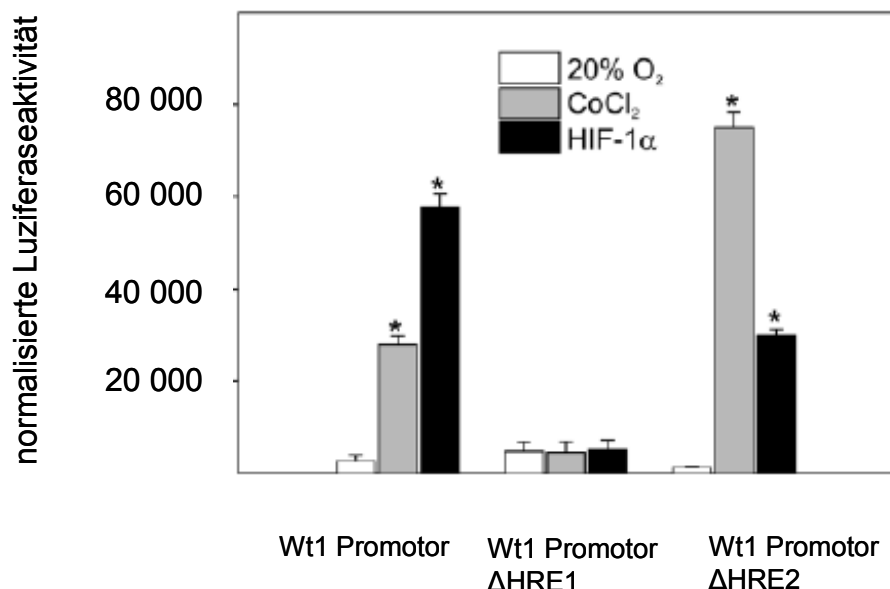 normalisierte Luziferaseaktivität
80 000
60 000
40 000
20 000
20% O₂
CoCl₂
HIF-1α
*
*
*
*
Wt1 Promotor
Wt1 Promotor
ΔHRE1
Wt1 Promotor
ΔHRE2